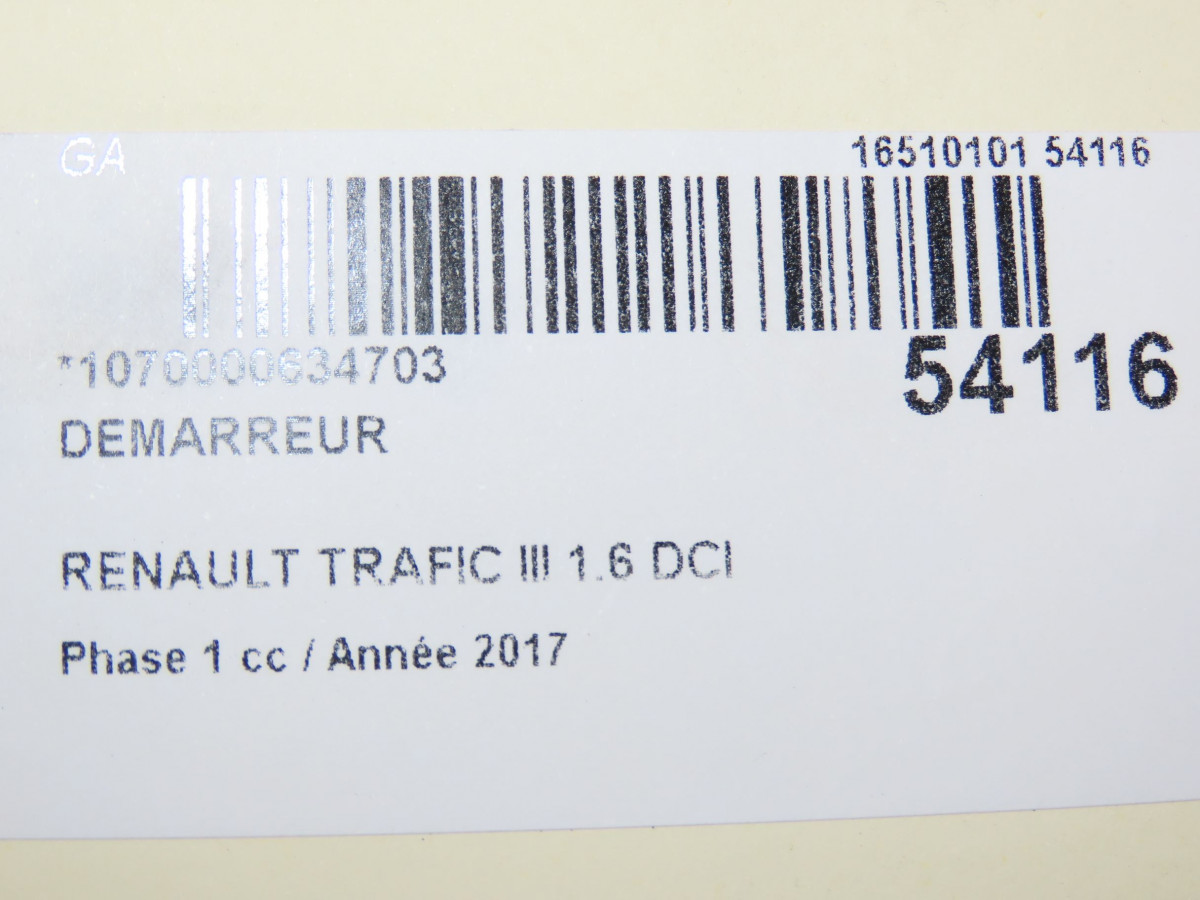 GA
16510101 54116
*1070000634703
54116
DEMARREUR
RENAULT TRAFIC III 1.6 DCI
Phase 1 cc / Année 2017